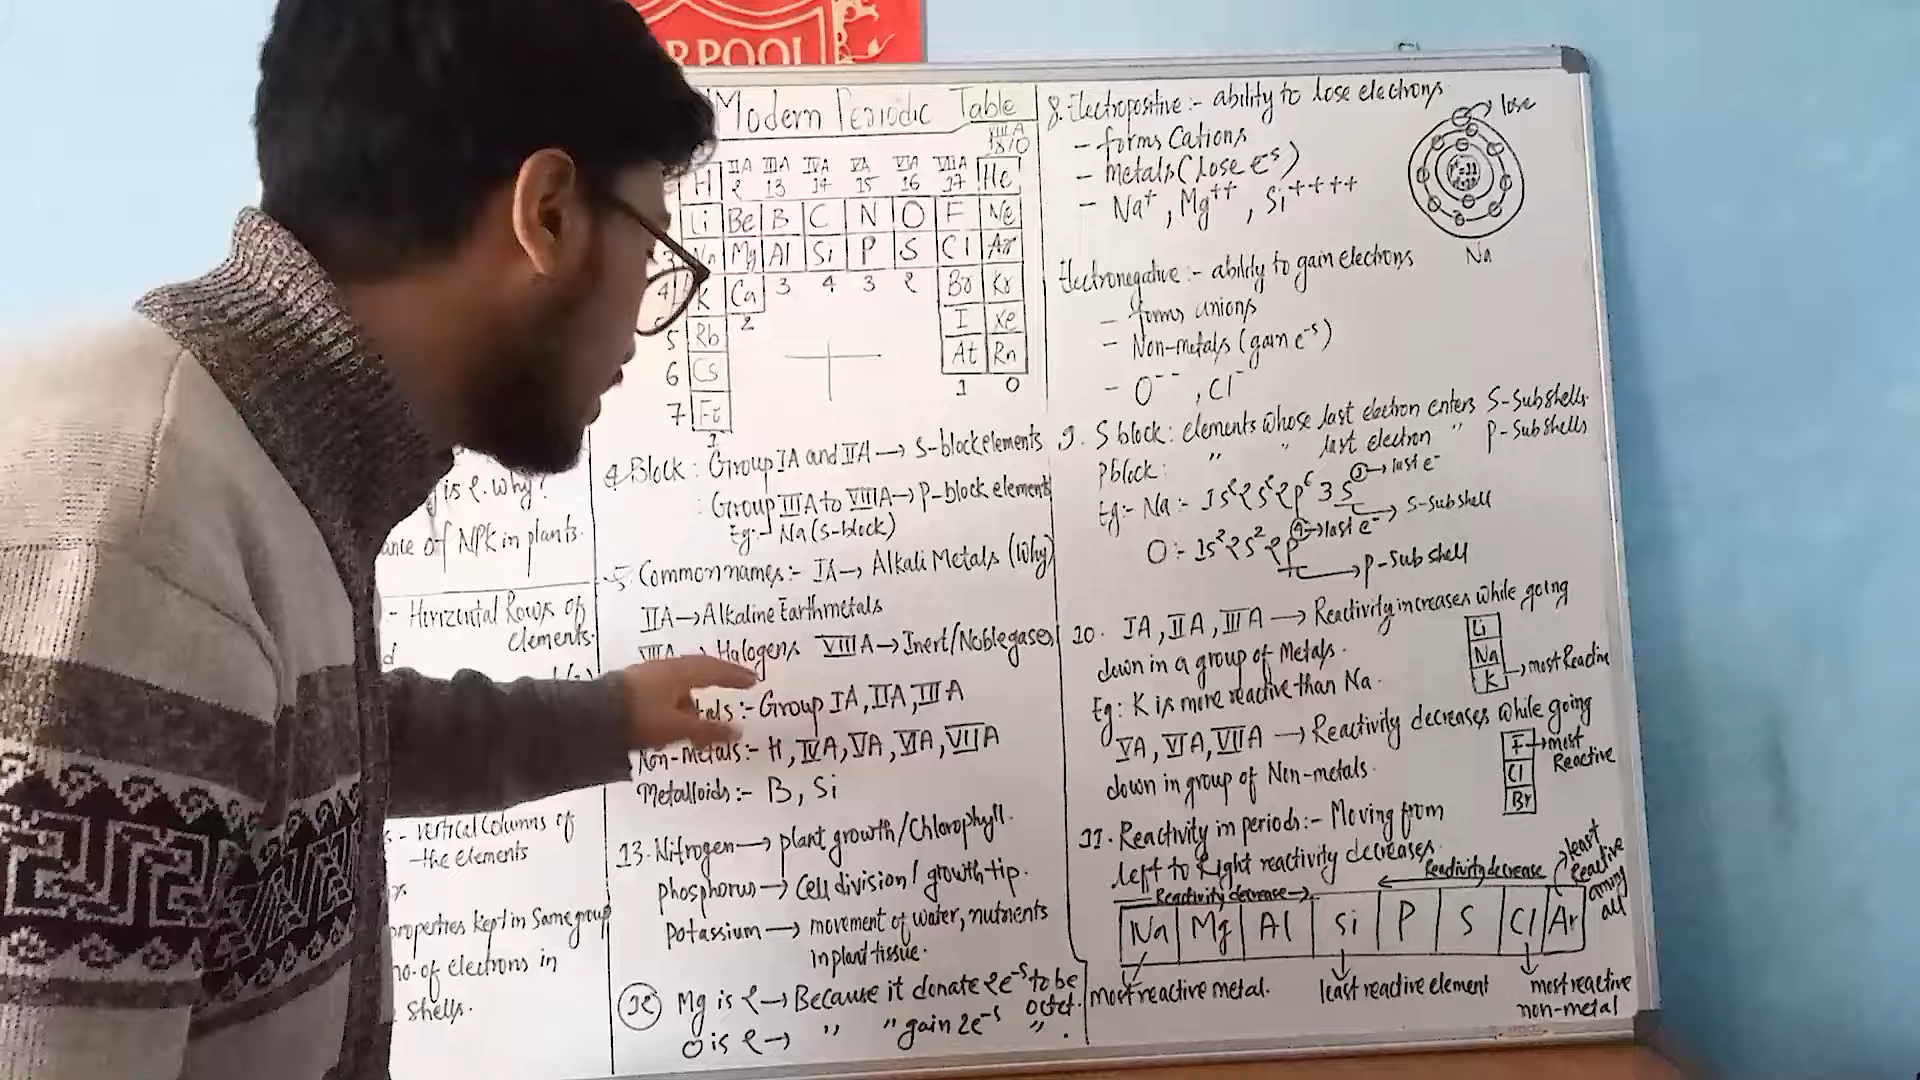 RPOOL
Modern Periodic Table
VIII A
18/0
IIA IIIA IVA VA VIA VIIA
H 2 13 14 15 16 17 He
Li Be B C N O F Ne
3 Na Mg Al Si P S Cl Ar
4 K Ca 3 4 3 2 Br Kr
2
5 Rb I Xe
6 Cs At Rn
1 0
7 Fr
1
is 2. why?
ance of NPK in plants.
- Horizontal Rows of
elements.
- vertical columns of
the elements
properties kept in same group
no. of electrons in
shells.
4. Block : Group IA and IIA → S-block elements
: Group IIIA to VIIIA → P-block element
Eg:- Na (S-block)
5. Common names:- IA → Alkali Metals (Why)
IIA → Alkaline Earth metals
VIIA → Halogens VIIIA → Inert/Noble gases
tals :- Group IA, IIA, IIIA
Non-metals :- H, IVA, VA, VIA, VIIA
Metalloids :- B, Si
13. Nitrogen → plant growth/Chlorophyll.
phosphorus → Cell division/growth tip.
Potassium → movement of water, nutrients
in plant tissue.
12 Mg is 2 → Because it donate 2e⁻s to be
octet.
O is 2 → " " gain 2e⁻s " .
8. Electropositive :- ability to lose electrons
- forms Cations
- Metals (lose e⁻s)
- Na⁺, Mg⁺⁺, Si⁺⁺⁺⁺
lose
Na
Electronegative :- ability to gain electrons
- forms anions
- Non-metals (gain e⁻s)
- O⁻⁻, Cl⁻
9. S block : elements whose last electron enters S-Subshells.
P block : " " last electron " P-Subshells
Eg:- Na :- 1s² 2s² 2p⁶ 3s¹ → last e⁻
→ S-subshell
O :- 1s² 2s² 2p⁴ → last e⁻
→ p-sub shell
10. IA, IIA, IIIA → Reactivity increases while going
down in a group of Metals.
Eg: K is more reactive than Na.
Li
Na
K → most Reactive
VA, VIA, VIIA → Reactivity decreases while going
down in group of Non-metals.
F → most Reactive
Cl
Br
11. Reactivity in periods :- Moving from
left to Right reactivity decreases.
Reactivity decrease →
← Reactivity decrease
least reactive among all
Na Mg Al Si P S Cl Ar
most reactive metal.
least reactive element
most reactive
non-metal